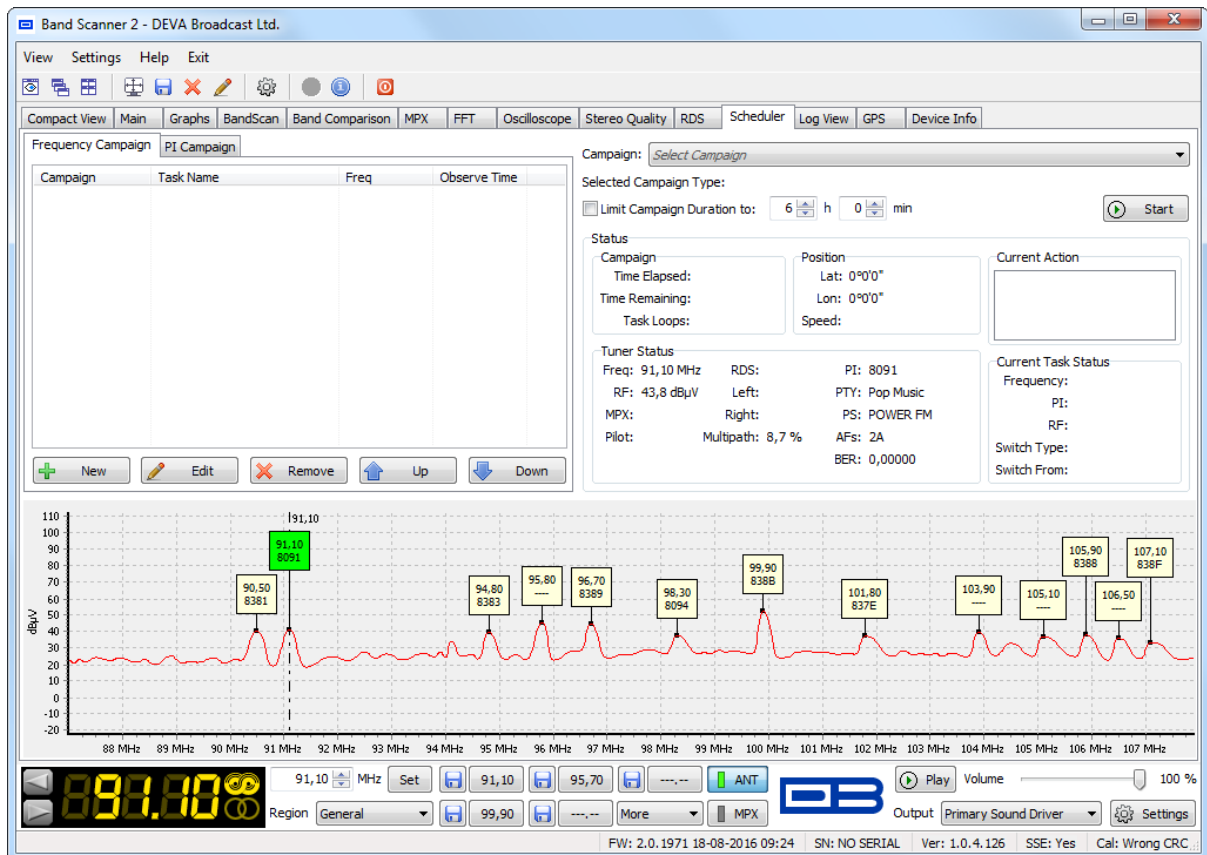 Band Scanner 2 - DEVA Broadcast Ltd.
View Settings Help Exit
Compact View Main Graphs BandScan Band Comparison MPX FFT Oscilloscope Stereo Quality RDS Scheduler Log View GPS Device Info
Frequency Campaign PI Campaign
Campaign Task Name Freq Observe Time
New Edit Remove Up Down
Campaign: Select Campaign
Selected Campaign Type:
Limit Campaign Duration to: 6 h 0 min Start
Status
Campaign
Time Elapsed:
Time Remaining:
Task Loops:
Position
Lat: 0º0'0"
Lon: 0º0'0"
Speed:
Current Action
Tuner Status
Freq: 91,10 MHz RDS: PI: 8091
RF: 43,8 dBµV Left: PTY: Pop Music
MPX: Right: PS: POWER FM
Pilot: Multipath: 8,7 % AFs: 2A
BER: 0,00000
Current Task Status
Frequency:
PI:
RF:
Switch Type:
Switch From:
91,10
110
100
90
80
70
60
50
40
30
20
10
0
-10
-20
dBµV
90,50
8381
91,10
8091
94,80
8383
95,80
----
96,70
8389
98,30
8094
99,90
838B
101,80
837E
103,90
----
105,10
----
105,90
8388
106,50
----
107,10
838F
88 MHz 89 MHz 90 MHz 91 MHz 92 MHz 93 MHz 94 MHz 95 MHz 96 MHz 97 MHz 98 MHz 99 MHz 100 MHz 101 MHz 102 MHz 103 MHz 104 MHz 105 MHz 106 MHz 107 MHz
91.10
91,10 MHz Set 91,10 95,70 ---,-- ANT
Region General 99,90 ---,-- More MPX
DB
Play Volume 100 %
Output Primary Sound Driver Settings
FW: 2.0.1971 18-08-2016 09:24 SN: NO SERIAL Ver: 1.0.4.126 SSE: Yes Cal: Wrong CRC